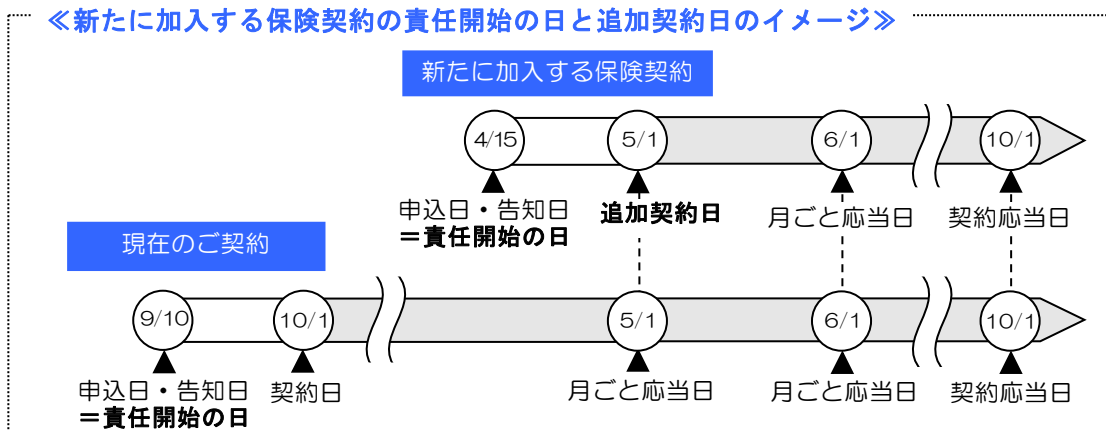 ≪新たに加入する保険契約の責任開始の日と追加契約日のイメージ≫
新たに加入する保険契約
4/15
5/1
6/1
10/1
申込日・告知日
＝責任開始の日
追加契約日
月ごと応当日
契約応当日
現在のご契約
9/10
10/1
5/1
6/1
10/1
申込日・告知日
＝責任開始の日
契約日
月ごと応当日
月ごと応当日
契約応当日